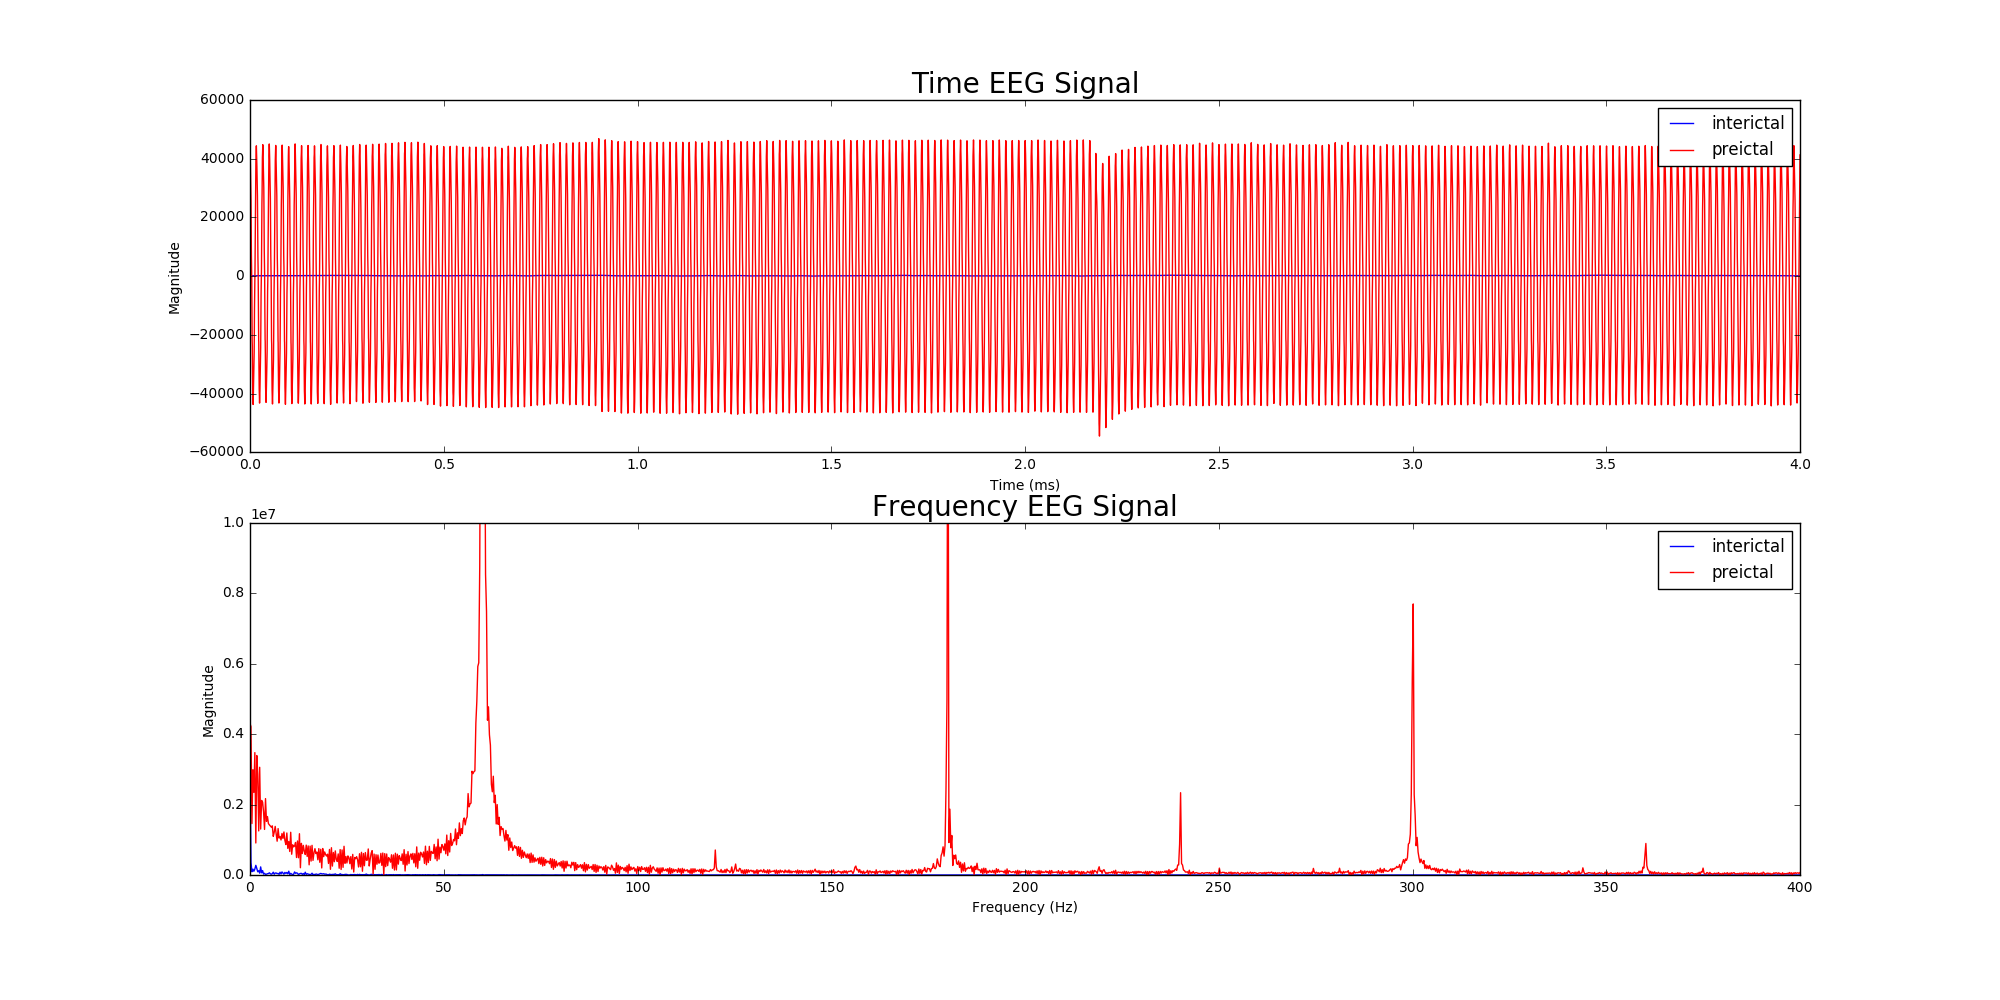 Time EEG Signal
60000
40000
20000
0
−20000
−40000
−60000
Magnitude
interictal
preictal
0.0 0.5 1.0 1.5 2.0 2.5 3.0 3.5 4.0
Time (ms)
Frequency EEG Signal
1e7
1.0
0.8
0.6
0.4
0.2
0.0
Magnitude
interictal
preictal
0 50 100 150 200 250 300 350 400
Frequency (Hz)